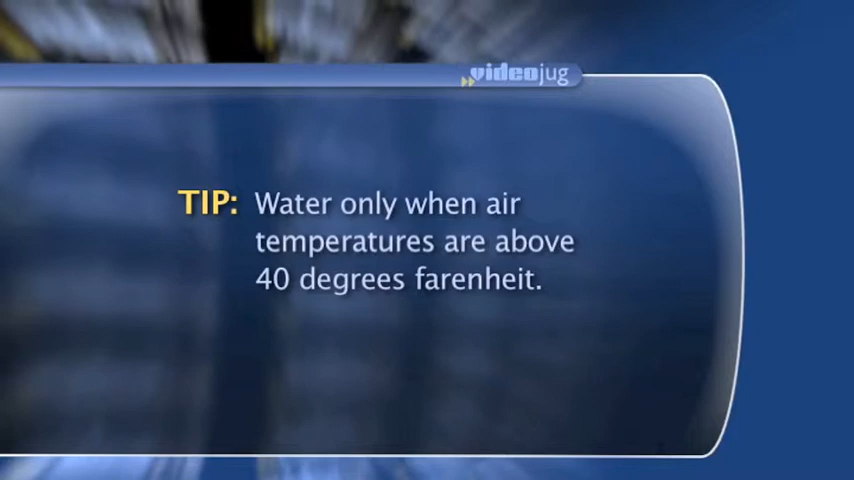 videojug
TIP: Water only when air
temperatures are above
40 degrees farenheit.